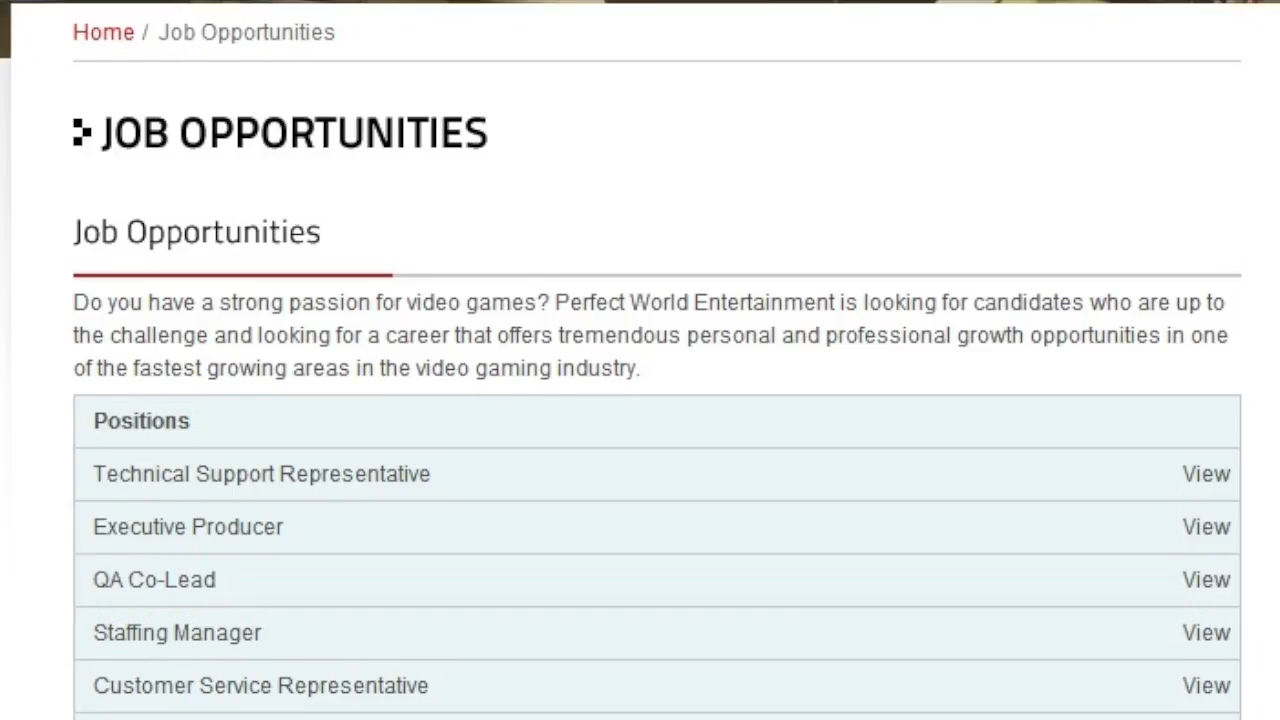 Home / Job Opportunities
JOB OPPORTUNITIES
Job Opportunities
Do you have a strong passion for video games? Perfect World Entertainment is looking for candidates who are up to
the challenge and looking for a career that offers tremendous personal and professional growth opportunities in one
of the fastest growing areas in the video gaming industry.
Positions
Technical Support Representative View
Executive Producer View
QA Co-Lead View
Staffing Manager View
Customer Service Representative View